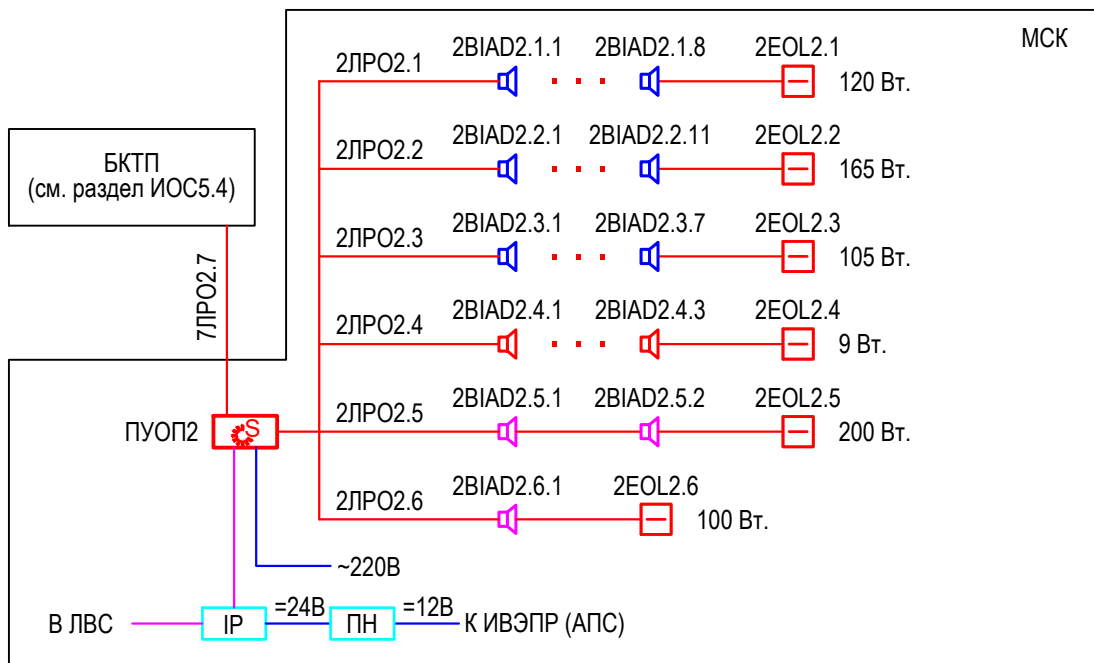 МСК
2ЛРО2.1 2BIAD2.1.1 2BIAD2.1.8 2EOL2.1 120 Вт.
БКТП
(см. раздел ИОС5.4)
2ЛРО2.2 2BIAD2.2.1 2BIAD2.2.11 2EOL2.2 165 Вт.
2ЛРО2.3 2BIAD2.3.1 2BIAD2.3.7 2EOL2.3 105 Вт.
7ЛРО2.7
2ЛРО2.4 2BIAD2.4.1 2BIAD2.4.3 2EOL2.4 9 Вт.
2ЛРО2.5 2BIAD2.5.1 2BIAD2.5.2 2EOL2.5 200 Вт.
ПУОП2 S
2ЛРО2.6 2BIAD2.6.1 2EOL2.6 100 Вт.
~220В
В ЛВС IP =24В ПН =12В К ИВЭПР (АПС)